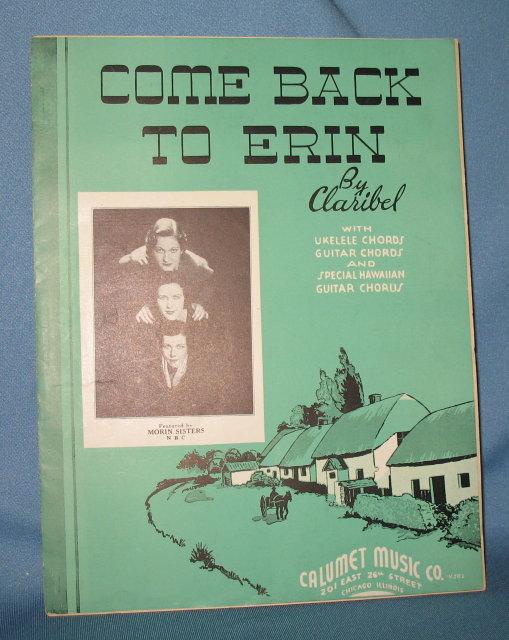 COME BACK
TO ERIN
By
Claribel
WITH
UKELELE CHORDS
GUITAR CHORDS
AND
SPECIAL HAWAIIAN
GUITAR CHORUS
Featured by
MORIN SISTERS
NBC
CALUMET MUSIC CO.
201 EAST 26TH STREET
CHICAGO ILLINOIS